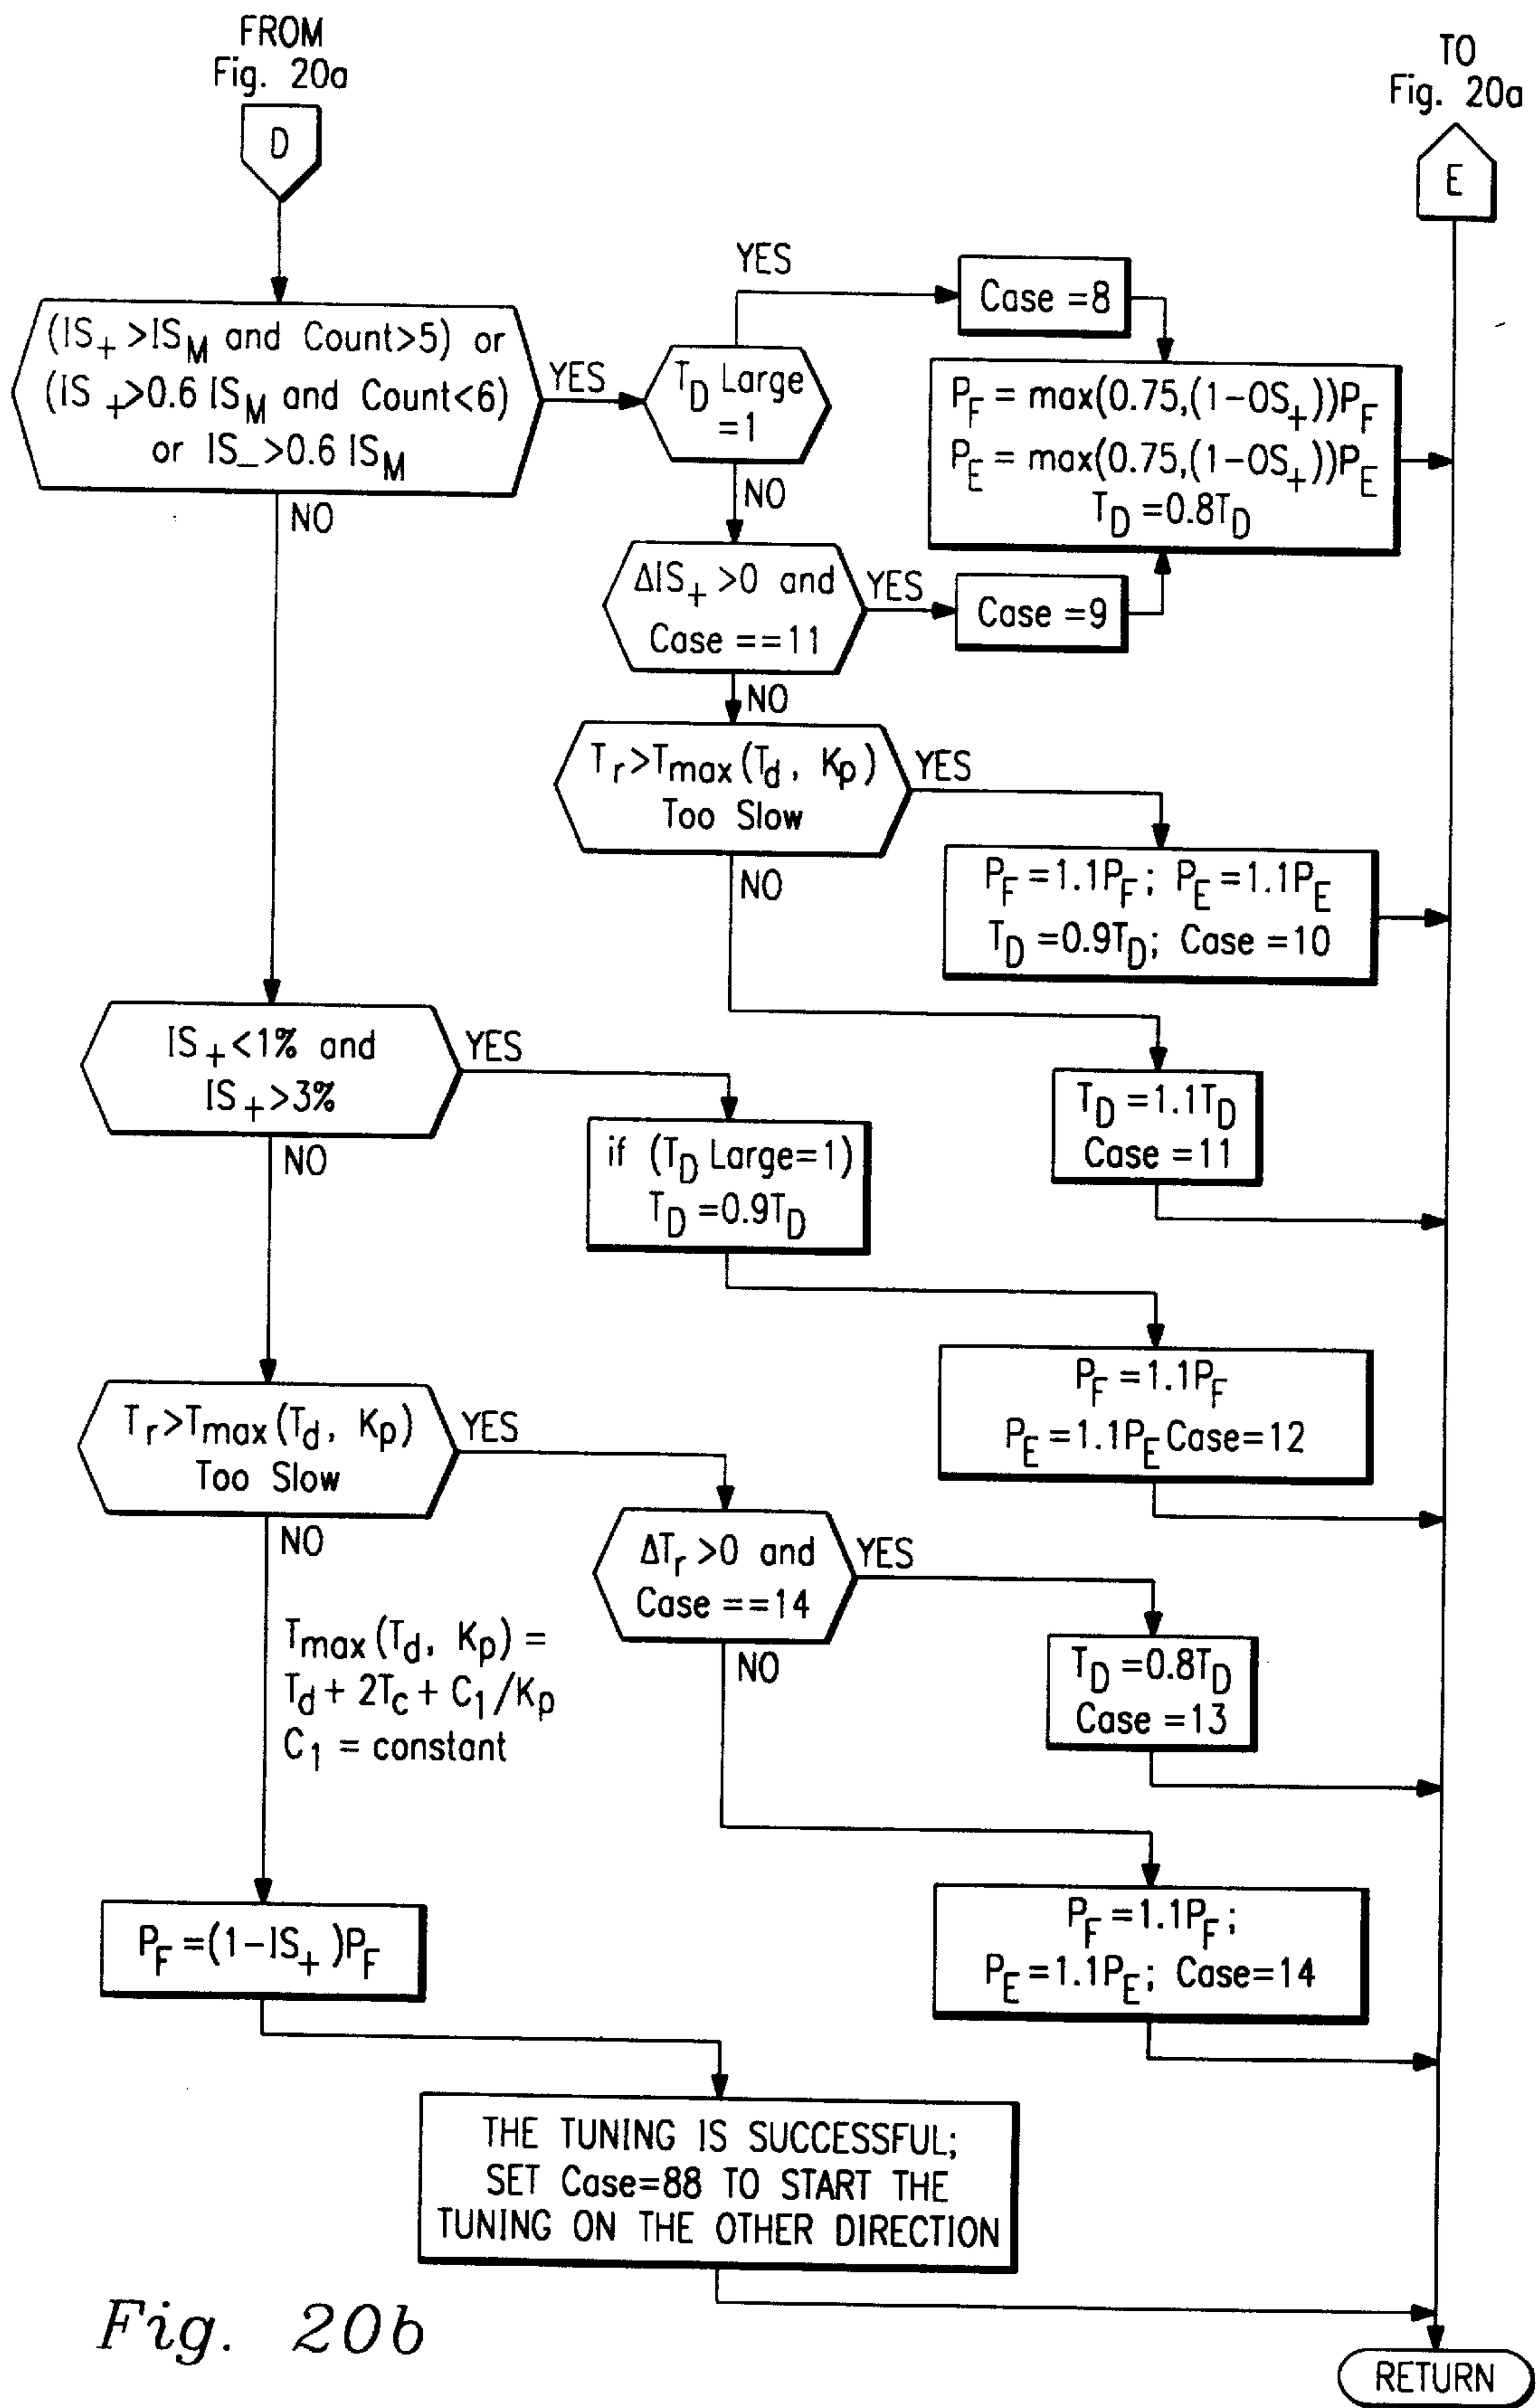 FROM
Fig. 20a
D
TO
Fig. 20a
E
(IS+ >ISM and Count>5) or
(IS +>0.6 ISM and Count<6)
or IS_>0.6 ISM
YES
NO
TD Large
=1
YES
NO
Case =8
PF = max(0.75,(1-OS+))PF
PE = max(0.75,(1-OS+))PE
TD =0.8TD
ΔIS+ >0 and
Case ==11
YES
NO
Case =9
Tr>Tmax(Td, Kp)
Too Slow
YES
NO
PF =1.1PF; PE =1.1PE
TD =0.9TD; Case =10
TD =1.1TD
Case =11
IS+<1% and
IS+>3%
YES
NO
if (TD Large=1)
TD =0.9TD
PF =1.1PF
PE =1.1PE Case=12
Tr>Tmax(Td, Kp)
Too Slow
YES
NO
ΔTr >0 and
Case ==14
YES
NO
TD =0.8TD
Case =13
Tmax(Td, Kp) =
Td + 2Tc + C1/Kp
C1 = constant
PF =1.1PF;
PE =1.1PE; Case=14
PF =(1-IS+)PF
THE TUNING IS SUCCESSFUL;
SET Case=88 TO START THE
TUNING ON THE OTHER DIRECTION
RETURN
Fig. 20b